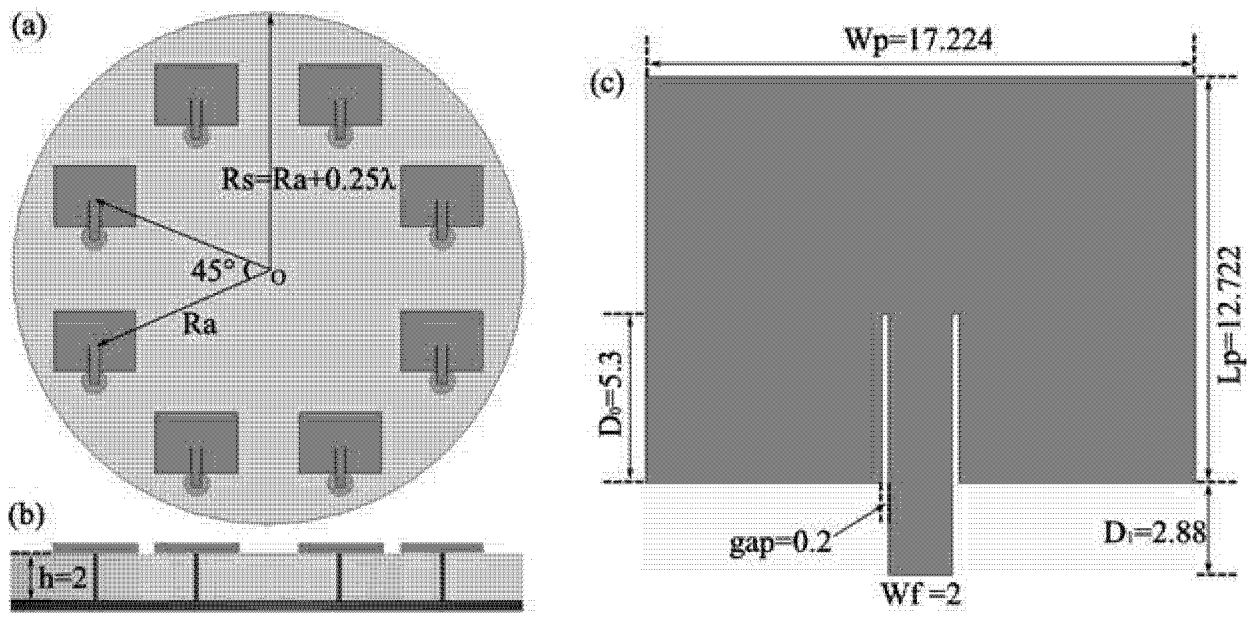 (a)
Rs=Ra+0.25λ
45°
o
Ra
(b)
h=2
(c)
Wp=17.224
Lp=12.722
D₀=5.3
gap=0.2
D₁=2.88
Wf =2